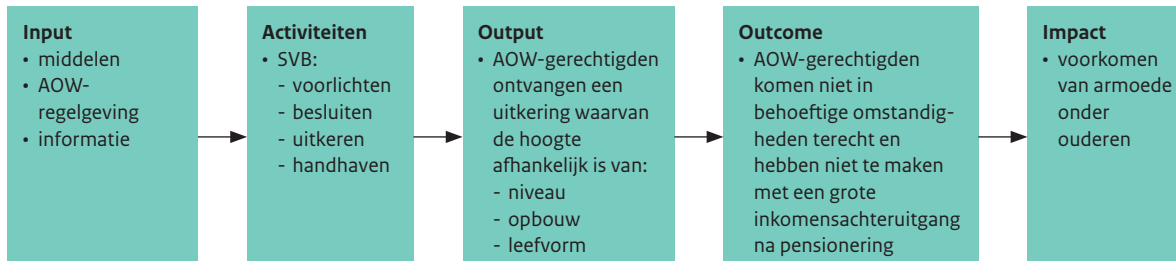 Input
• middelen
• AOW-
regelgeving
• informatie
Activiteiten
• SVB:
- voorlichten
- besluiten
- uitkeren
- handhaven
Output
• AOW-gerechtigden
ontvangen een
uitkering waarvan
de hoogte
afhankelijk is van:
- niveau
- opbouw
- leefvorm
Outcome
• AOW-gerechtigden
komen niet in
behoeftige omstandig-
heden terecht en
hebben niet te maken
met een grote
inkomensachteruitgang
na pensionering
Impact
• voorkomen
van armoede
onder
ouderen